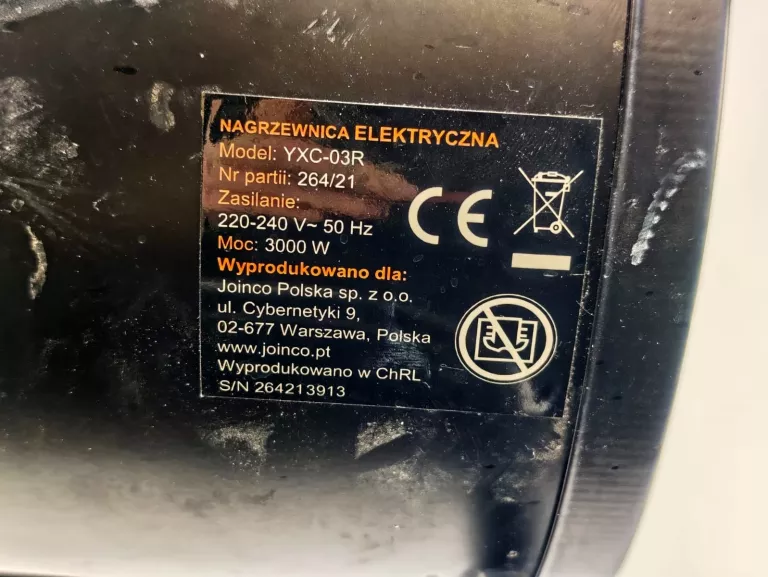 NAGRZEWNICA ELEKTRYCZNA
Model: YXC-03R
Nr partii: 264/21
Zasilanie:
220-240 V~ 50 Hz
Moc: 3000 W
Wyprodukowano dla:
Joinco Polska sp. z o.o.
ul. Cybernetyki 9,
02-677 Warszawa, Polska
www.joinco.pt
Wyprodukowano w ChRL
S/N 264213913
CE